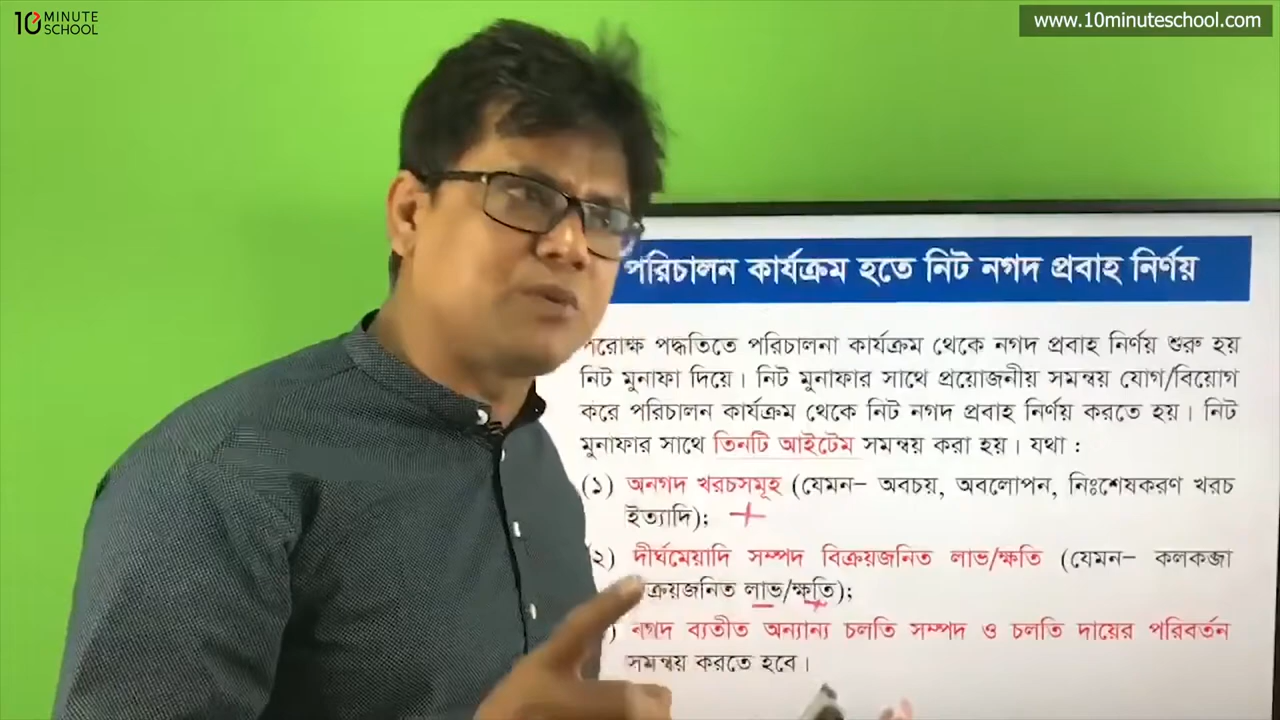 10 MINUTE SCHOOL
www.10minuteschool.com
পরিচালন কার্যক্রম হতে নিট নগদ প্রবাহ নির্ণয়
পরোক্ষ পদ্ধতিতে পরিচালনা কার্যক্রম থেকে নগদ প্রবাহ নির্ণয় শুরু হয়
নিট মুনাফা দিয়ে। নিট মুনাফার সাথে প্রয়োজনীয় সমন্বয় যোগ/বিয়োগ
করে পরিচালন কার্যক্রম থেকে নিট নগদ প্রবাহ নির্ণয় করতে হয়। নিট
মুনাফার সাথে তিনটি আইটেম সমন্বয় করা হয়। যথা :
(১) অনগদ খরচসমূহ (যেমন– অবচয়, অবলোপন, নিঃশেষকরণ খরচ
ইত্যাদি); +
২) দীর্ঘমেয়াদি সম্পদ বিক্রয়জনিত লাভ/ক্ষতি (যেমন– কলকব্জা
ক্রয়জনিত লাভ/ক্ষতি);
) নগদ ব্যতীত অন্যান্য চলতি সম্পদ ও চলতি দায়ের পরিবর্তন
সমন্বয় করতে হবে।